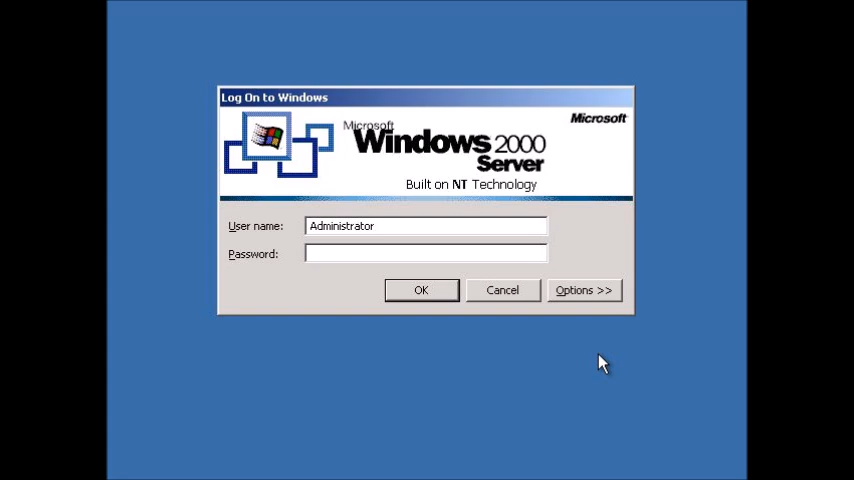 Log On to Windows
Microsoft
Microsoft
Windows 2000
Server
Built on NT Technology
User name: Administrator
Password:
OK Cancel Options >>